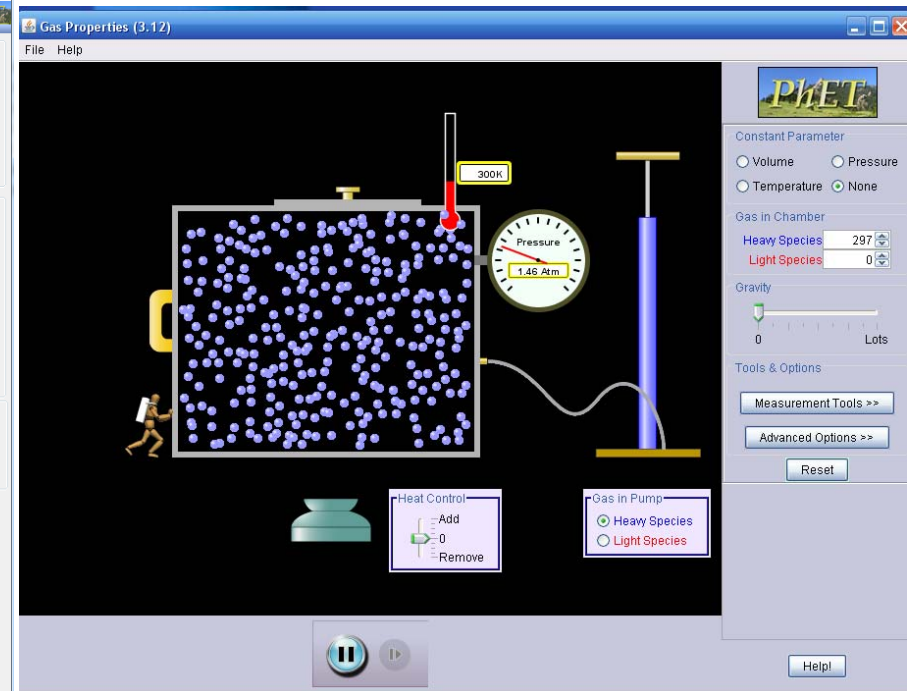 Gas Properties (3.12)
File Help
PhET
300K
Pressure
1.46 Atm
Constant Parameter
Volume Pressure
Temperature None
Gas in Chamber
Heavy Species 297
Light Species 0
Gravity
0 Lots
Tools & Options
Measurement Tools >>
Advanced Options >>
Reset
Heat Control
Add
0
Remove
Gas in Pump
Heavy Species
Light Species
Help!